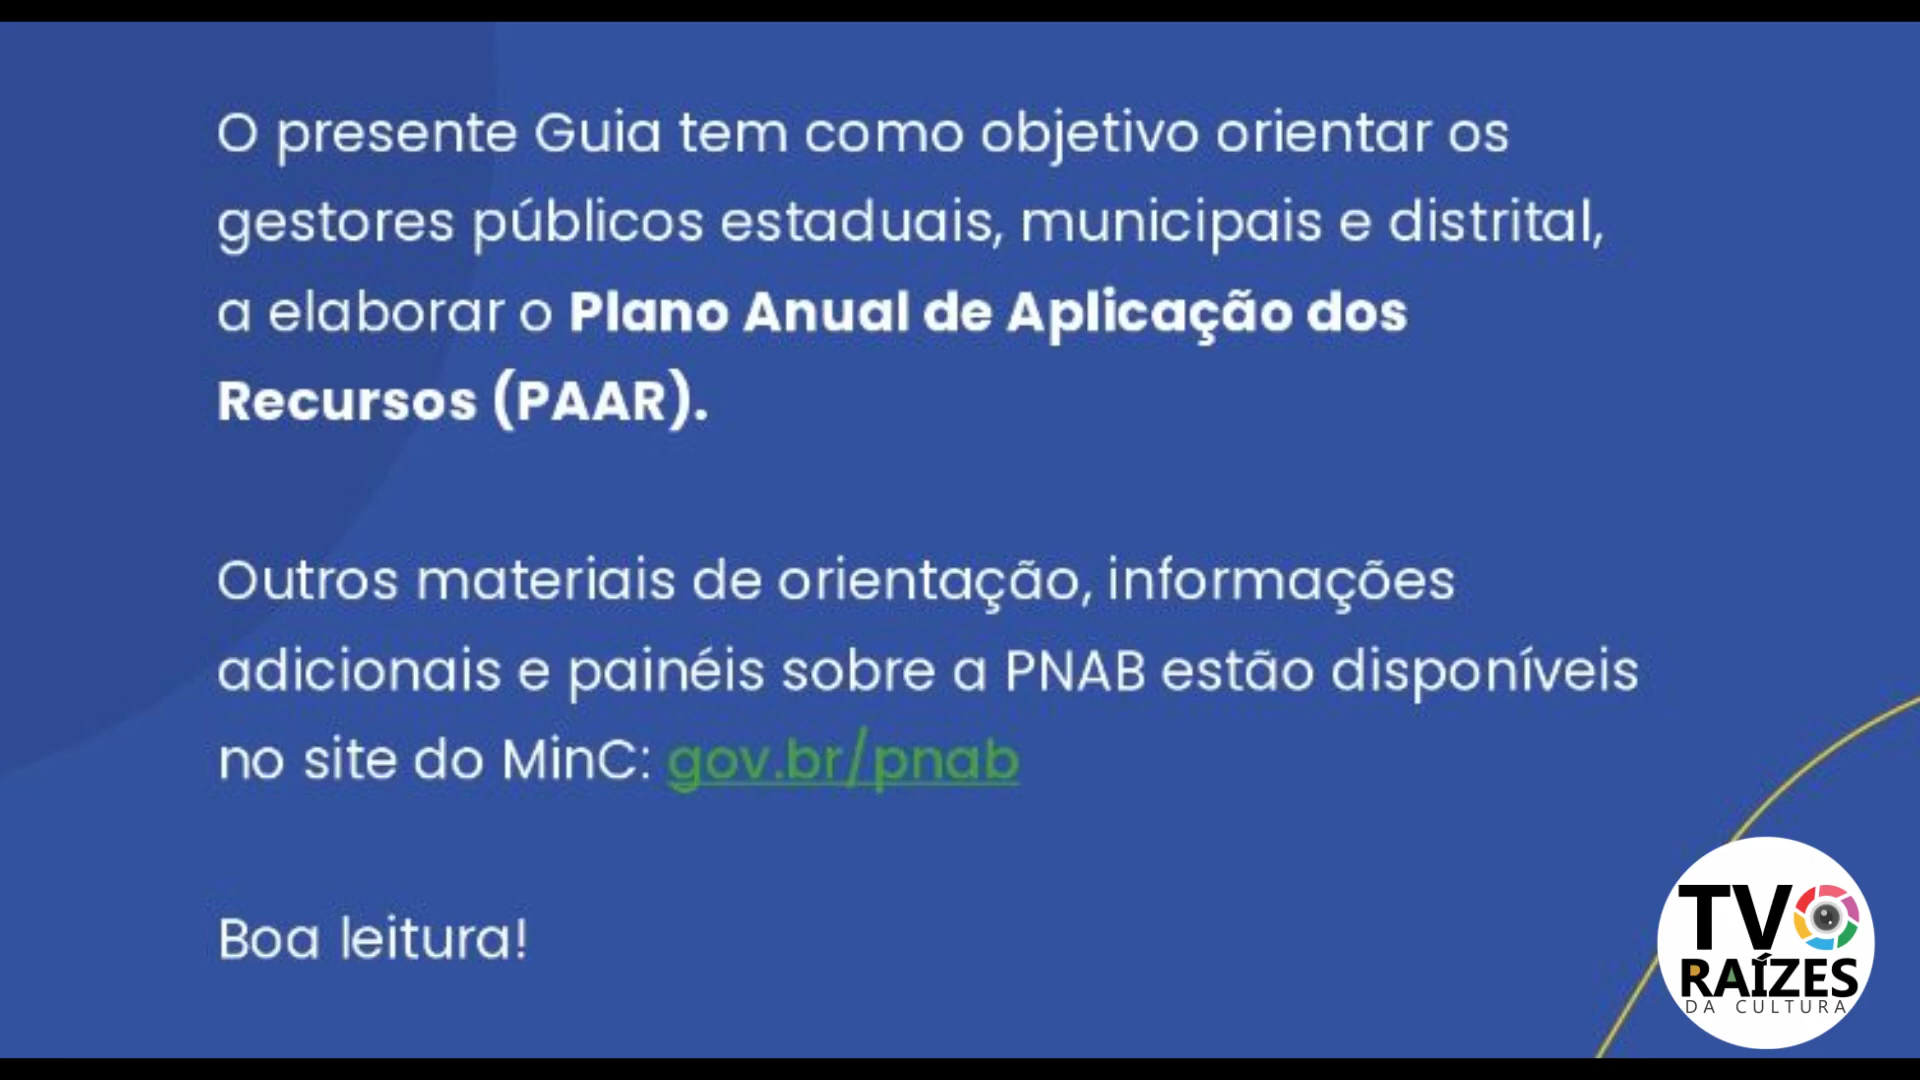 O presente Guia tem como objetivo orientar os
gestores públicos estaduais, municipais e distrital,
a elaborar o Plano Anual de Aplicação dos
Recursos (PAAR).
Outros materiais de orientação, informações
adicionais e painéis sobre a PNAB estão disponíveis
no site do MinC: gov.br/pnab
Boa leitura!
TV
RAÍZES
DA CULTURA